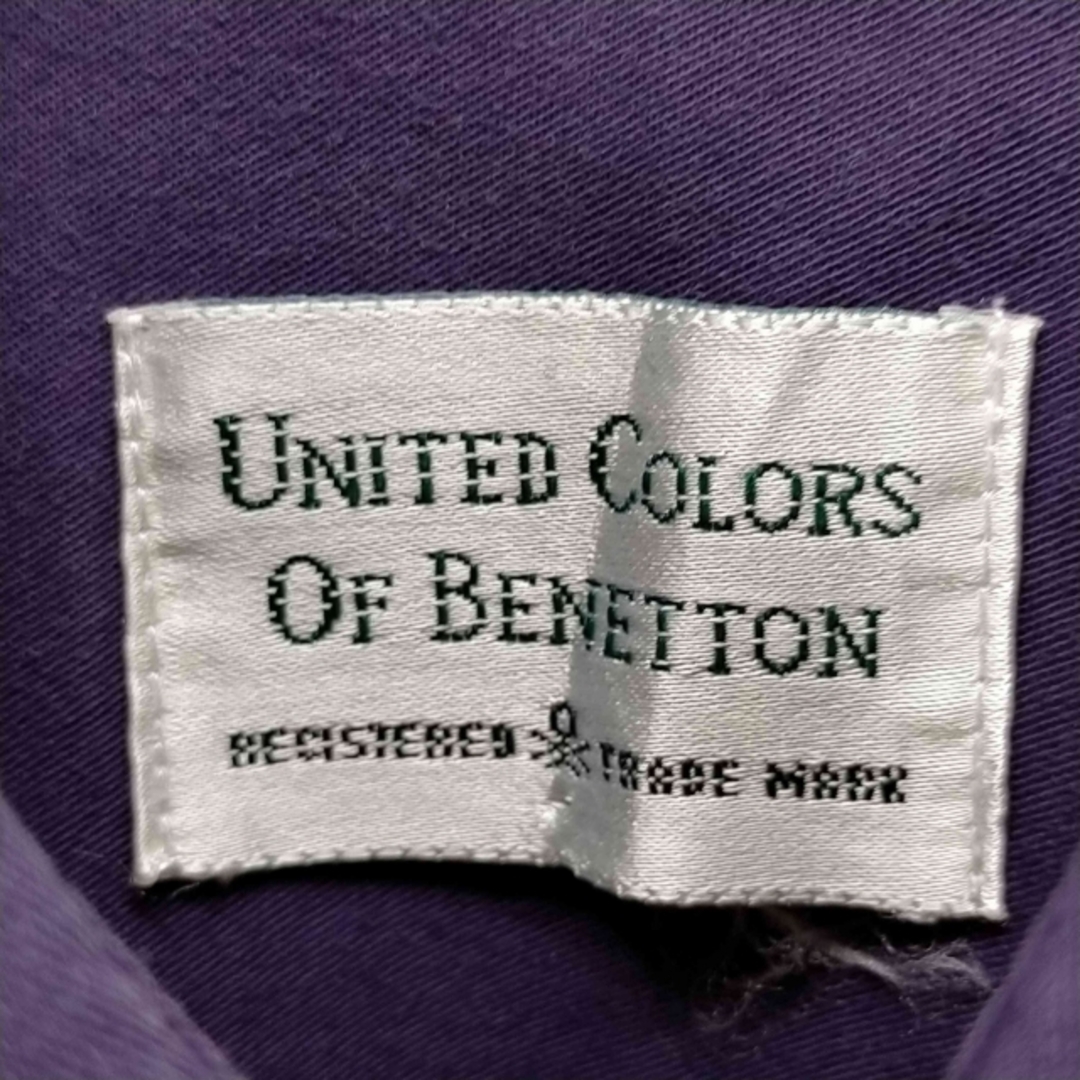 UNITED COLORS
OF BENETTON
REGISTERED TRADE MARK